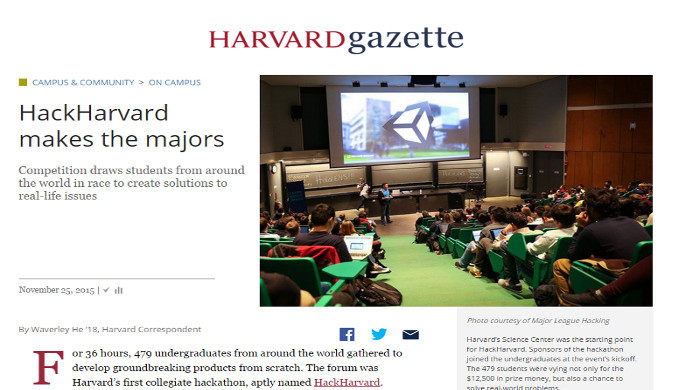 HARVARDgazette
CAMPUS & COMMUNITY > ON CAMPUS
HackHarvard
makes the majors
Competition draws students from around
the world in race to create solutions to
real-life issues
November 25, 2015 |
By Waverley He '18, Harvard Correspondent
Photo courtesy of Major League Hacking
Harvard's Science Center was the starting point
for HackHarvard. Sponsors of the hackathon
joined the undergraduates at the event's kickoff.
The 479 students were vying not only for the
$12,500 in prize money, but also a chance to
solve real-world problems.
For 36 hours, 479 undergraduates from around the world gathered to
develop groundbreaking products from scratch. The forum was
Harvard's first collegiate hackathon, aptly named HackHarvard.